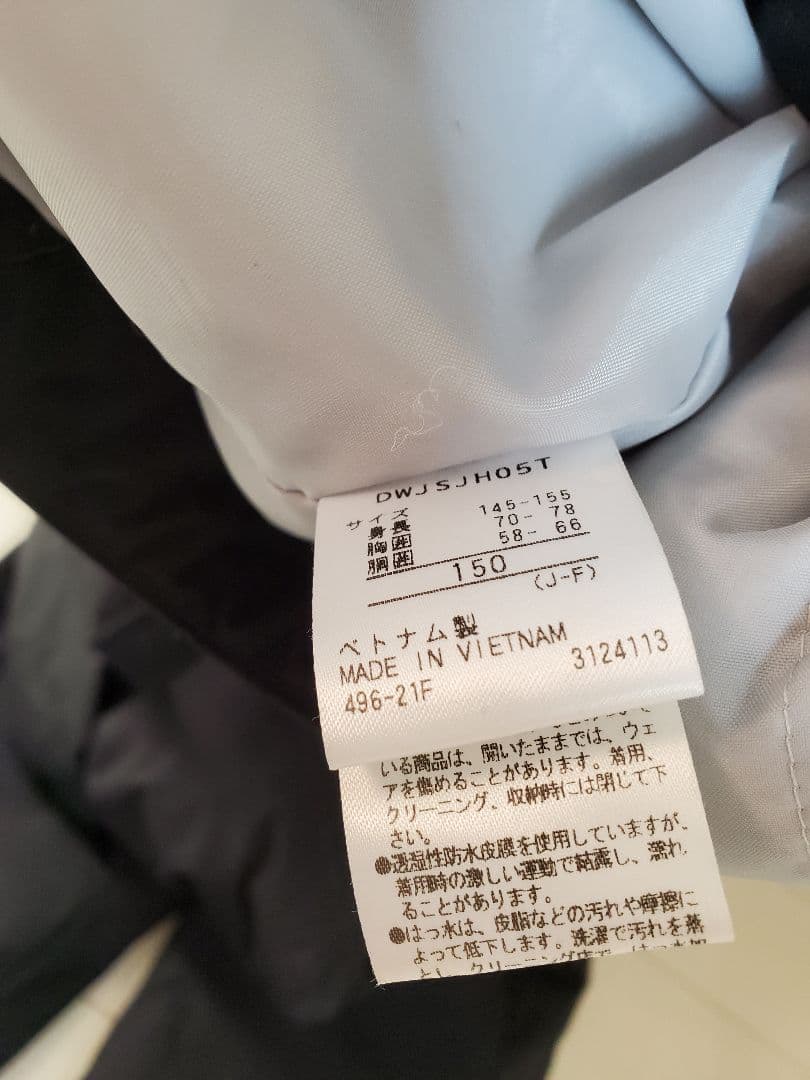 DWJSJH05T
サイズ
身長 145-155
胸囲 70- 78
胴囲 58- 66
150
(J-F)
ベトナム製
MADE IN VIETNAM
496-21F 3124113
いる商品は、開いたままでは、ウェ
アを傷めることがあります。着用、
クリーニング、収納時には閉じて下
さい。
●透湿性防水皮膜を使用していますが、
着用時の激しい運動で結露し、濡れ
ることがあります。
●はっ水は、皮脂などの汚れや摩擦に
よって低下します。洗濯で汚れを落